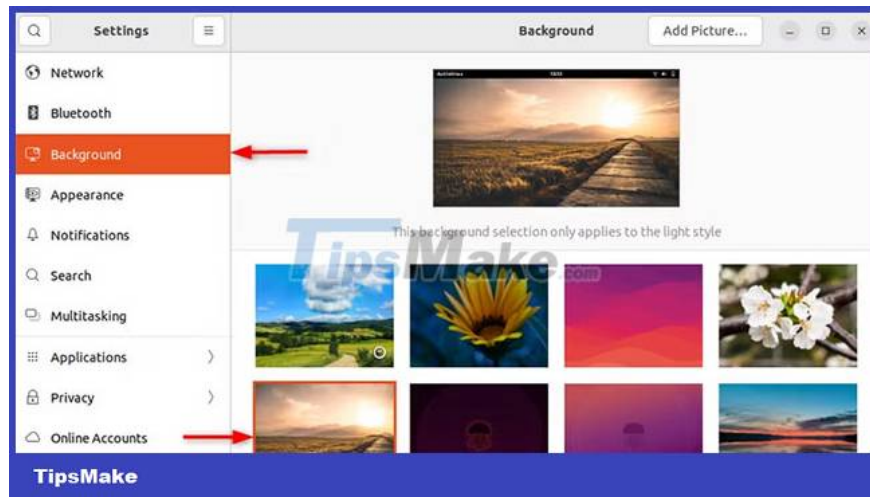 Settings
Background
Add Picture...
Network
Bluetooth
Background
Appearance
Notifications
Search
Multitasking
Applications
Privacy
Online Accounts
This background selection only applies to the light style
TipsMake.com
TipsMake